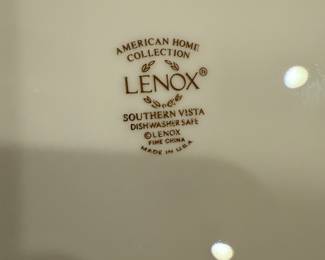 AMERICAN HOME
COLLECTION
LENOX®
SOUTHERN VISTA
DISHWASHER SAFE
©LENOX
FINE CHINA
MADE IN U.S.A.